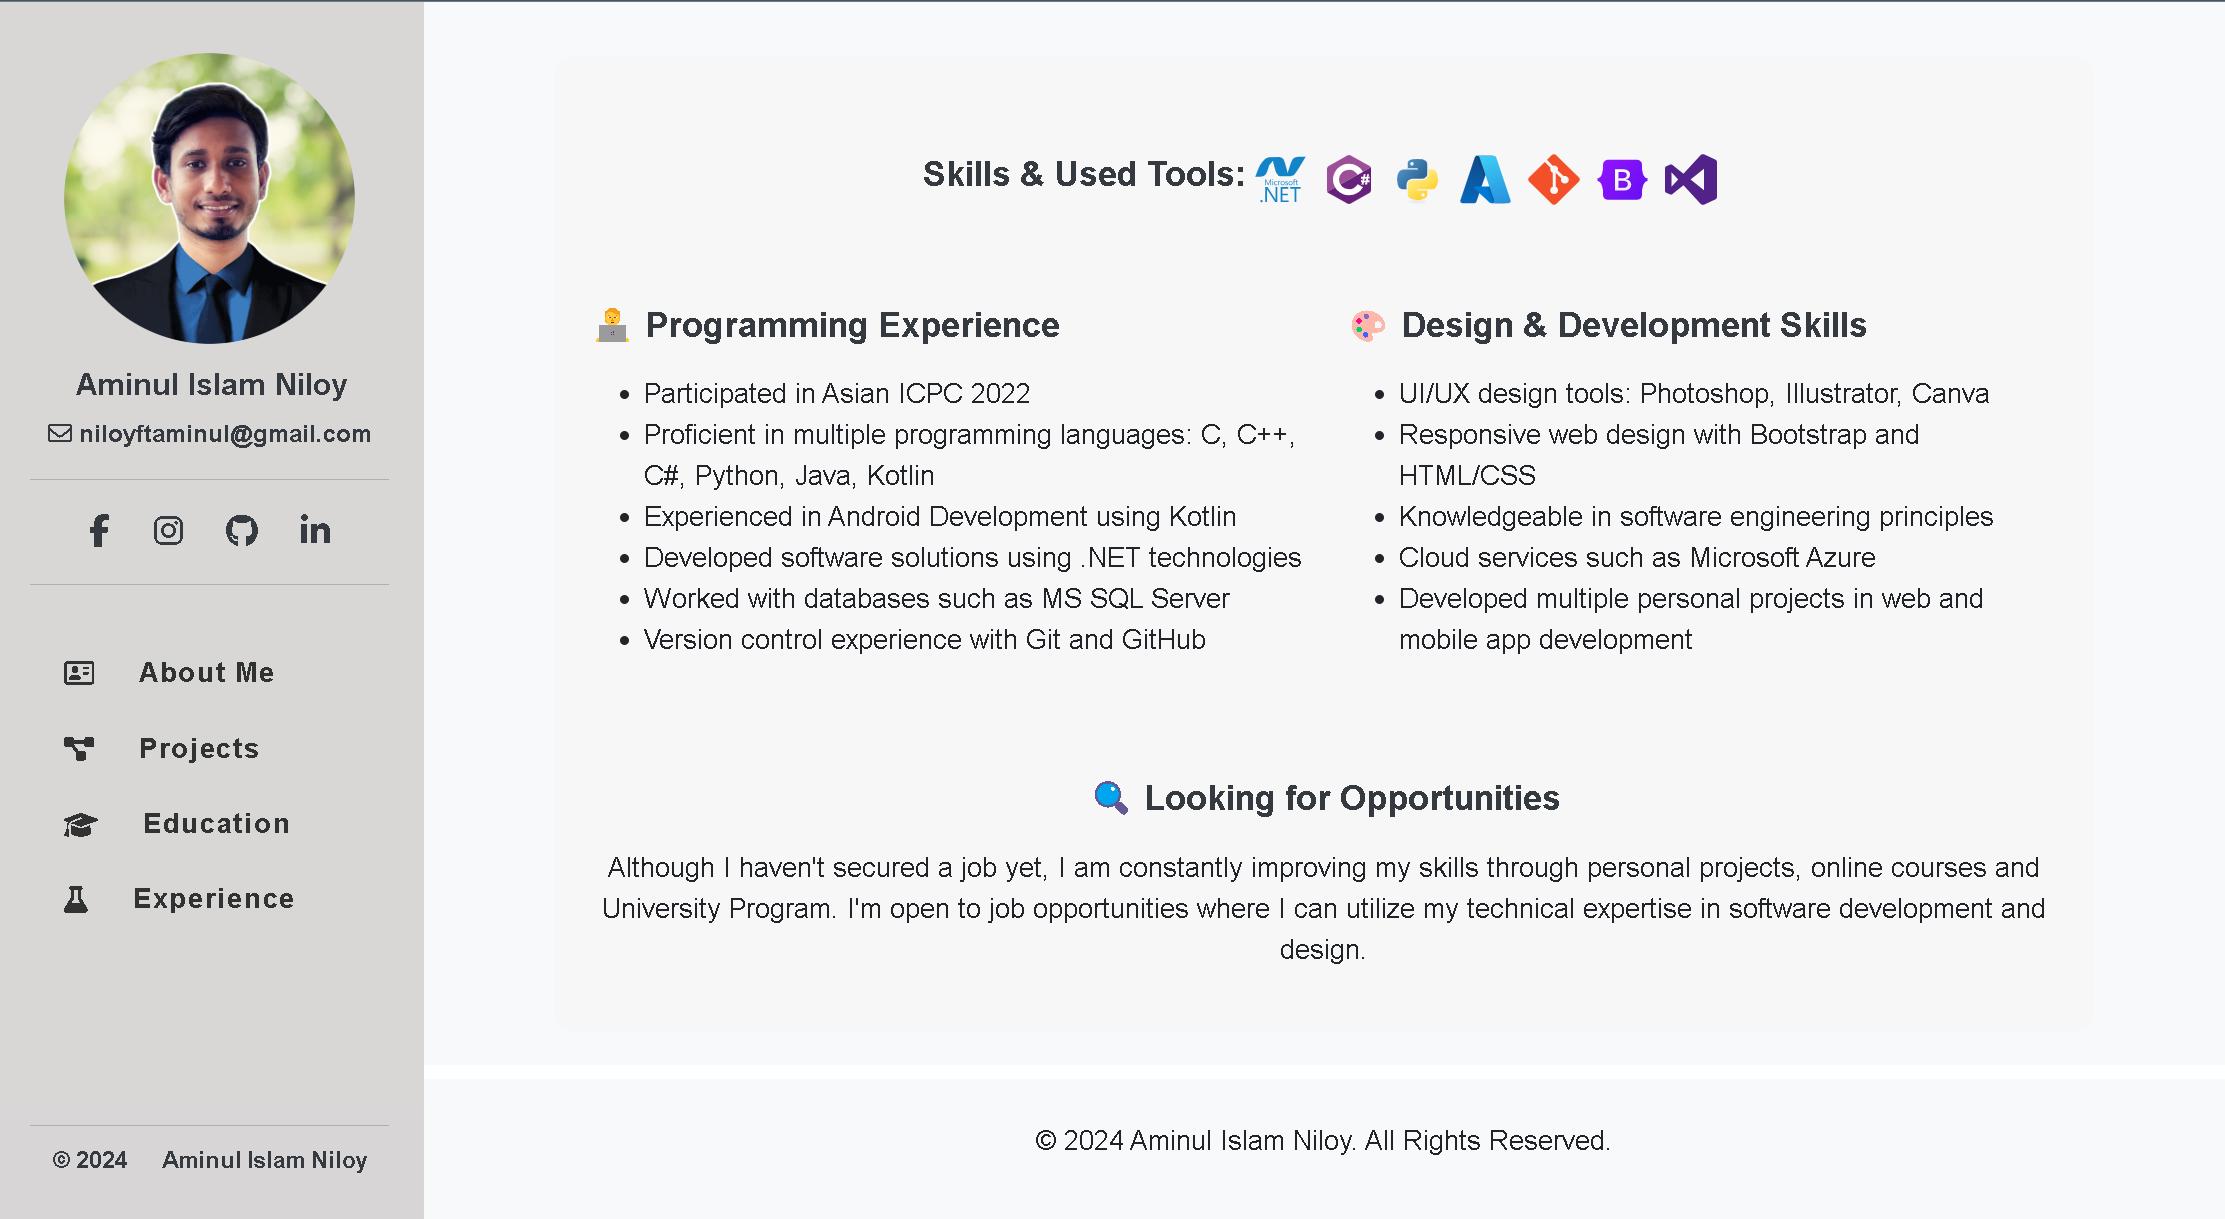 Aminul Islam Niloy
niloyftaminul@gmail.com
About Me
Projects
Education
Experience
© 2024 Aminul Islam Niloy
Skills & Used Tools:
Microsoft
.NET
C#
B
Programming Experience
Participated in Asian ICPC 2022
Proficient in multiple programming languages: C, C++,
C#, Python, Java, Kotlin
Experienced in Android Development using Kotlin
Developed software solutions using .NET technologies
Worked with databases such as MS SQL Server
Version control experience with Git and GitHub
Design & Development Skills
UI/UX design tools: Photoshop, Illustrator, Canva
Responsive web design with Bootstrap and
HTML/CSS
Knowledgeable in software engineering principles
Cloud services such as Microsoft Azure
Developed multiple personal projects in web and
mobile app development
Looking for Opportunities
Although I haven't secured a job yet, I am constantly improving my skills through personal projects, online courses and
University Program. I'm open to job opportunities where I can utilize my technical expertise in software development and
design.
© 2024 Aminul Islam Niloy. All Rights Reserved.